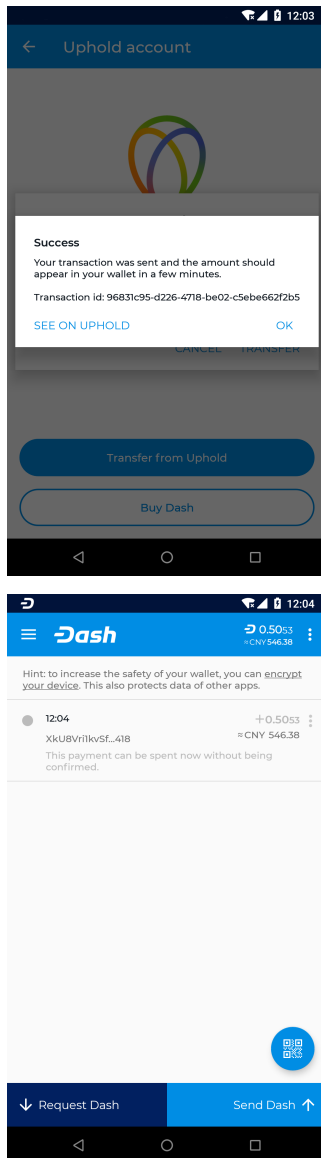 12:03
Uphold account
Success
Your transaction was sent and the amount should
appear in your wallet in a few minutes.
Transaction id: 96831c95-d226-4718-be02-c5ebe662f2b5
SEE ON UPHOLD OK
CANCEL TRANSFER
Transfer from Uphold
Buy Dash
12:04
Dash
0.5053
≈CNY 546.38
Hint: to increase the safety of your wallet, you can encrypt
your device. This also protects data of other apps.
12:04 +0.5053
XkU8Vri1kvSf...418 ≈CNY 546.38
This payment can be spent now without being
confirmed.
Request Dash Send Dash